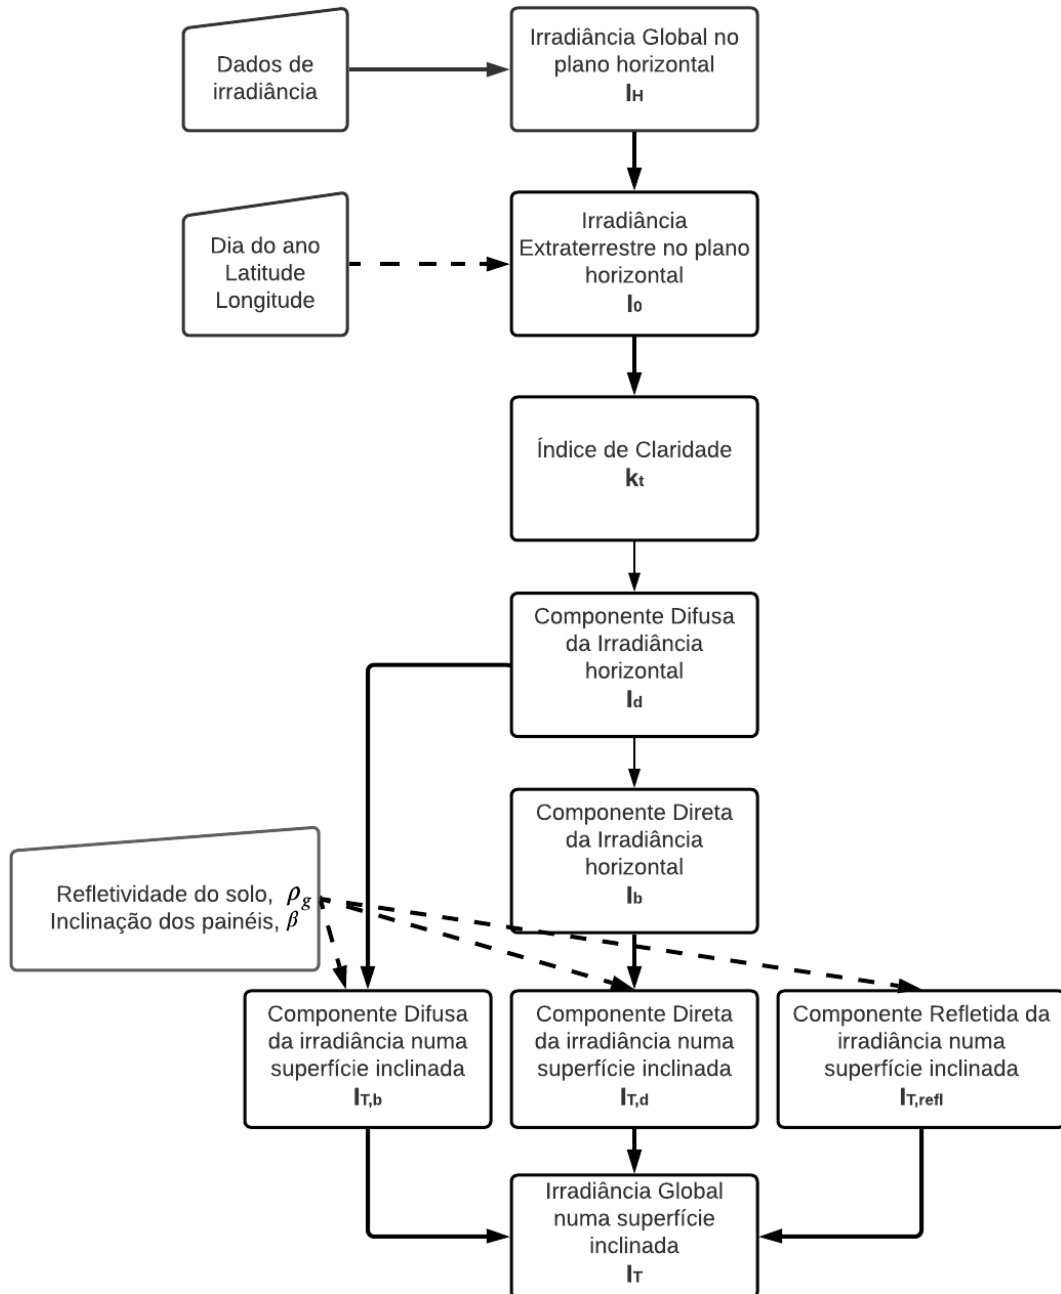 Dados de
irradiância
Irradiância Global no
plano horizontal
IH
Dia do ano
Latitude
Longitude
Irradiância
Extraterrestre no plano
horizontal
I0
Índice de Claridade
kt
Componente Difusa
da Irradiância
horizontal
Id
Componente Direta
da Irradiância
horizontal
Ib
Refletividade do solo, ρg
Inclinação dos painéis, β
Componente Difusa
da irradiância numa
superfície inclinada
IT,b
Componente Direta
da irradiância numa
superfície inclinada
IT,d
Componente Refletida da
irradiância numa
superfície inclinada
IT,refl
Irradiância Global
numa superfície
inclinada
IT